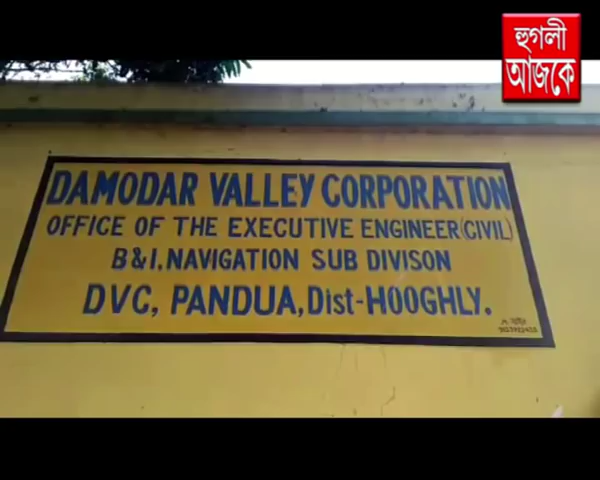 হুগলী
আজকে
DAMODAR VALLEY CORPORATION
OFFICE OF THE EXECUTIVE ENGINEER (CIVIL)
B & I, NAVIGATION SUB DIVISON
DVC, PANDUA, Dist-HOOGHLY.